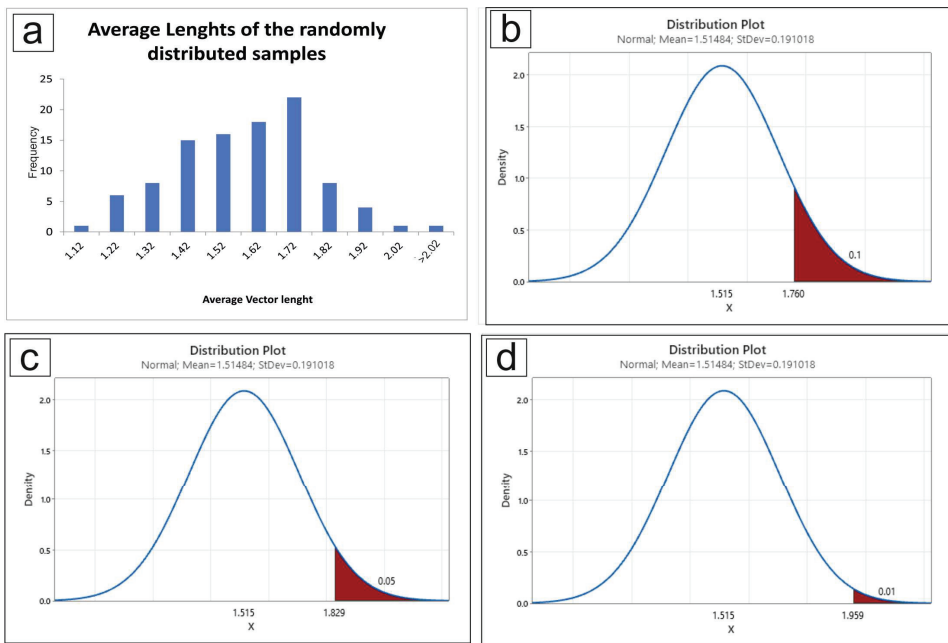 a
Average Lenghts of the randomly
distributed samples
25
20
15
10
5
0
Frequency
1.12 1.22 1.32 1.42 1.52 1.62 1.72 1.82 1.92 2.02 >2.02
Average Vector lenght
b
Distribution Plot
Normal; Mean=1.51484; StDev=0.191018
2.0
1.5
1.0
0.5
0.0
Density
0.1
1.515 1.760
X
c
Distribution Plot
Normal; Mean=1.51484; StDev=0.191018
2.0
1.5
1.0
0.5
0.0
Density
0.05
1.515 1.829
X
d
Distribution Plot
Normal; Mean=1.51484; StDev=0.191018
2.0
1.5
1.0
0.5
0.0
Density
0.01
1.515 1.959
X